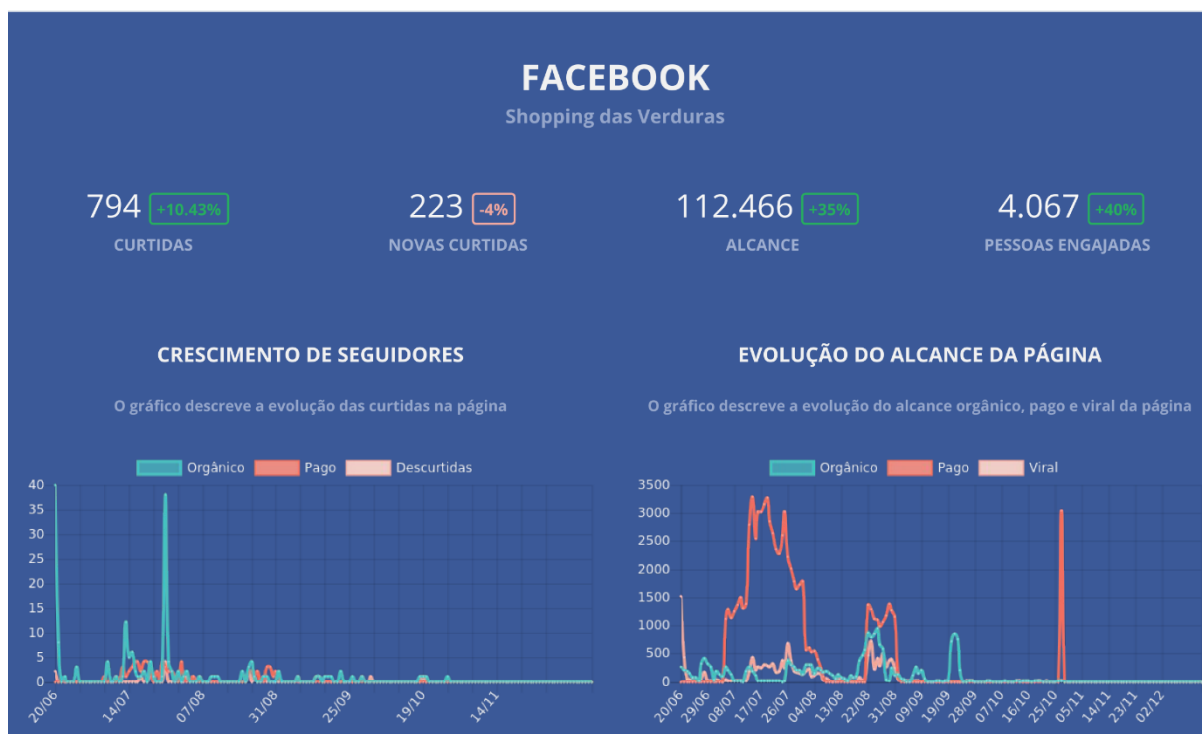 FACEBOOK
Shopping das Verduras
794 +10.43%
CURTIDAS
223 -4%
NOVAS CURTIDAS
112.466 +35%
ALCANCE
4.067 +40%
PESSOAS ENGAJADAS
CRESCIMENTO DE SEGUIDORES
O gráfico descreve a evolução das curtidas na página
Orgânico Pago Descurtidas
40
35
30
25
20
15
10
5
0
20/06 14/07 07/08 31/08 25/09 19/10 14/11
EVOLUÇÃO DO ALCANCE DA PÁGINA
O gráfico descreve a evolução do alcance orgânico, pago e viral da página
Orgânico Pago Viral
3500
3000
2500
2000
1500
1000
500
0
20/06 29/06 08/07 17/07 26/07 04/08 13/08 22/08 31/08 09/09 19/09 28/09 07/10 16/10 25/10 05/11 14/11 23/11 02/12